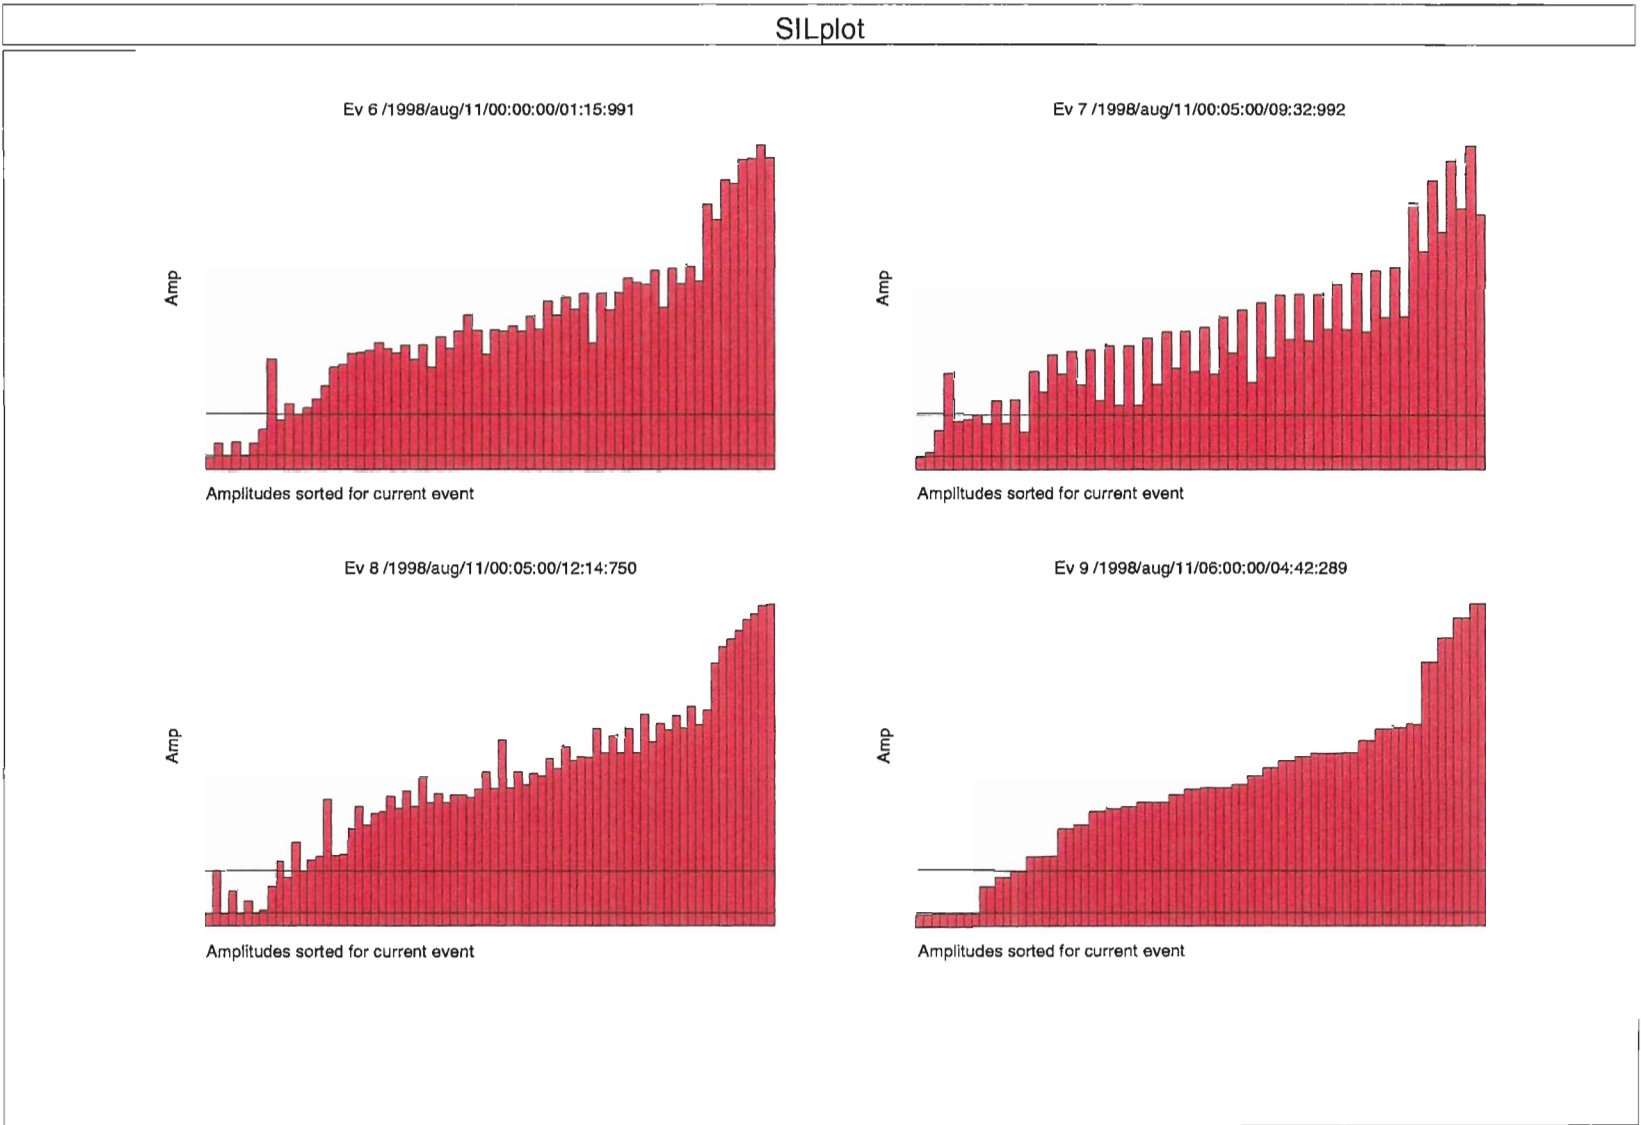 SILplot
Ev 6 /1998/aug/11/00:00:00/01:15:991
Ev 7 /1998/aug/11/00:05:00/09:32:992
Amp
Amp
Amplitudes sorted for current event
Amplitudes sorted for current event
Ev 8 /1998/aug/11/00:05:00/12:14:750
Ev 9 /1998/aug/11/06:00:00/04:42:289
Amp
Amp
Amplitudes sorted for current event
Amplitudes sorted for current event